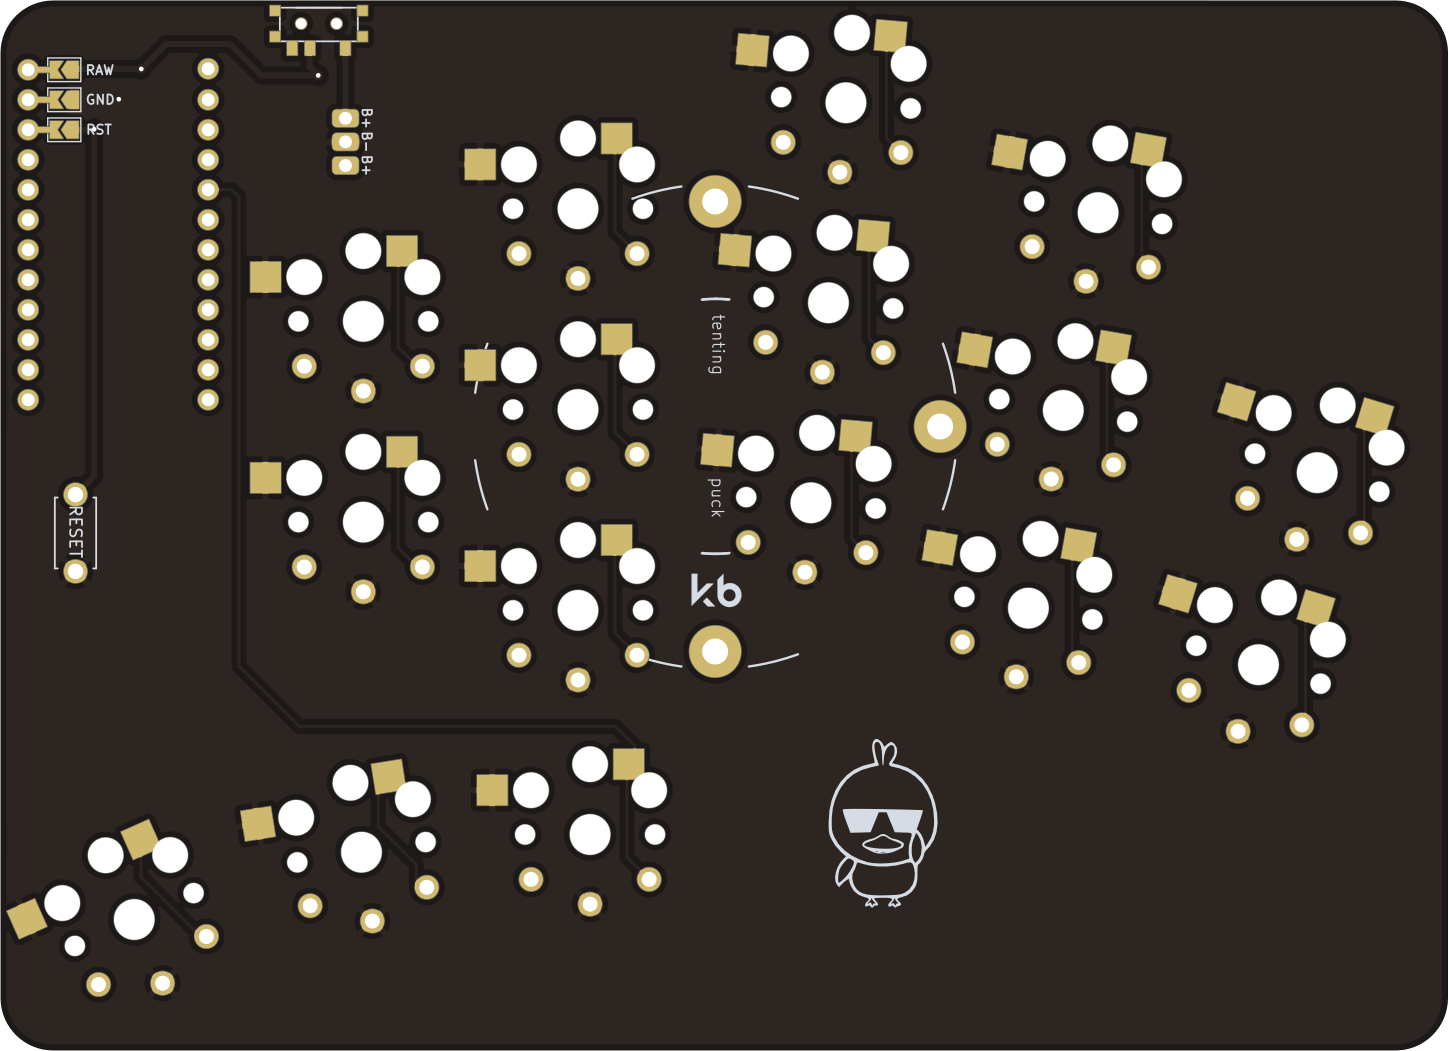 RAW
GND
RST
B+
B-
B+
tenting
puck
RESET
kb